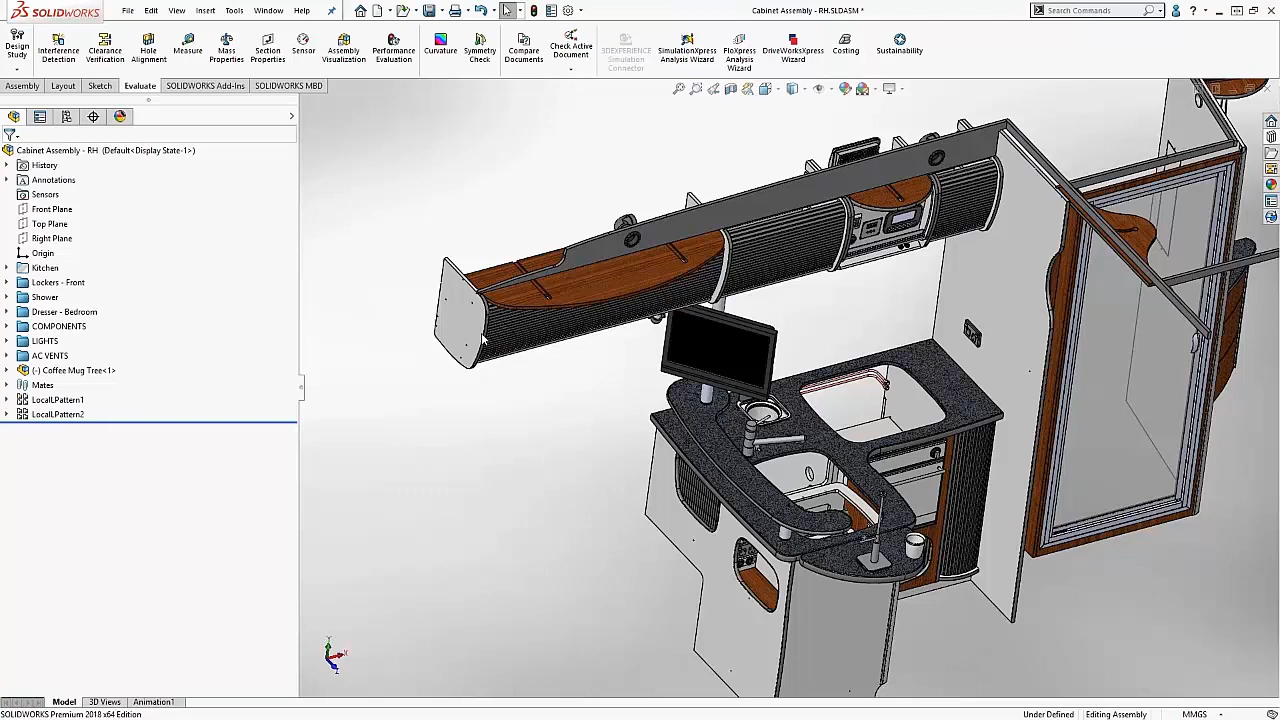 SOLIDWORKS File Edit View Insert Tools Window Help Cabinet Assembly - RH.SLDASM * Search Commands
Design Study
Interference Detection
Clearance Verification
Hole Alignment
Measure
Mass Properties
Section Properties
Sensor
Assembly Visualization
Performance Evaluation
Curvature
Symmetry Check
Compare Documents
Check Active Document
3DEXPERIENCE Simulation Connector
SimulationXpress Analysis Wizard
FloXpress Analysis Wizard
DriveWorksXpress Wizard
Costing
Sustainability
Assembly Layout Sketch Evaluate SOLIDWORKS Add-Ins SOLIDWORKS MBD
Cabinet Assembly - RH (Default<Display State-1>)
History
Annotations
Sensors
Front Plane
Top Plane
Right Plane
Origin
Kitchen
Lockers - Front
Shower
Dresser - Bedroom
COMPONENTS
LIGHTS
AC VENTS
(-) Coffee Mug Tree<1>
Mates
LocalLPattern1
LocalLPattern2
Y
X
Z
Model 3D Views Animation1
SOLIDWORKS Premium 2018 x64 Edition Under Defined Editing Assembly MMGS